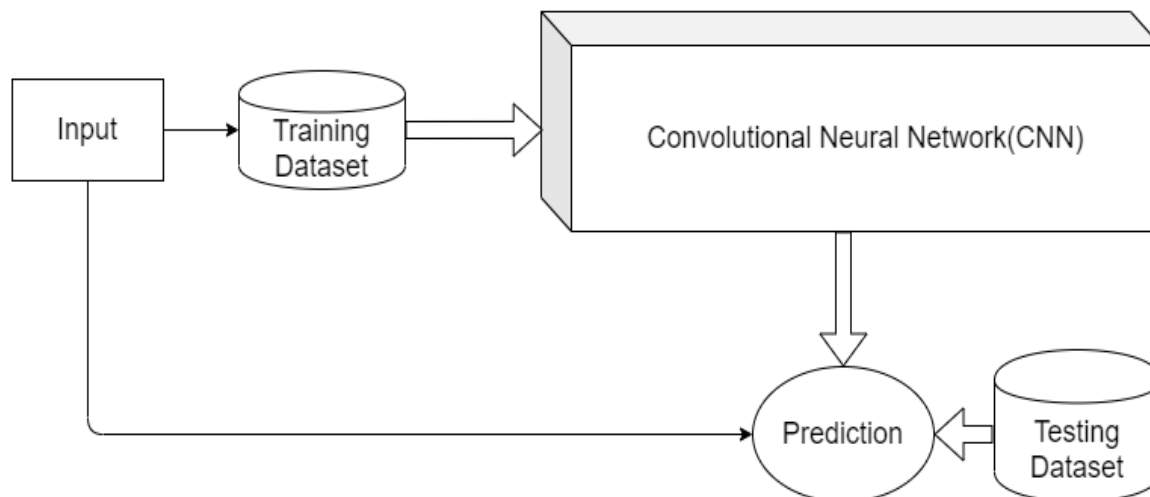 Input
Training
Dataset
Convolutional Neural Network(CNN)
Prediction
Testing
Dataset